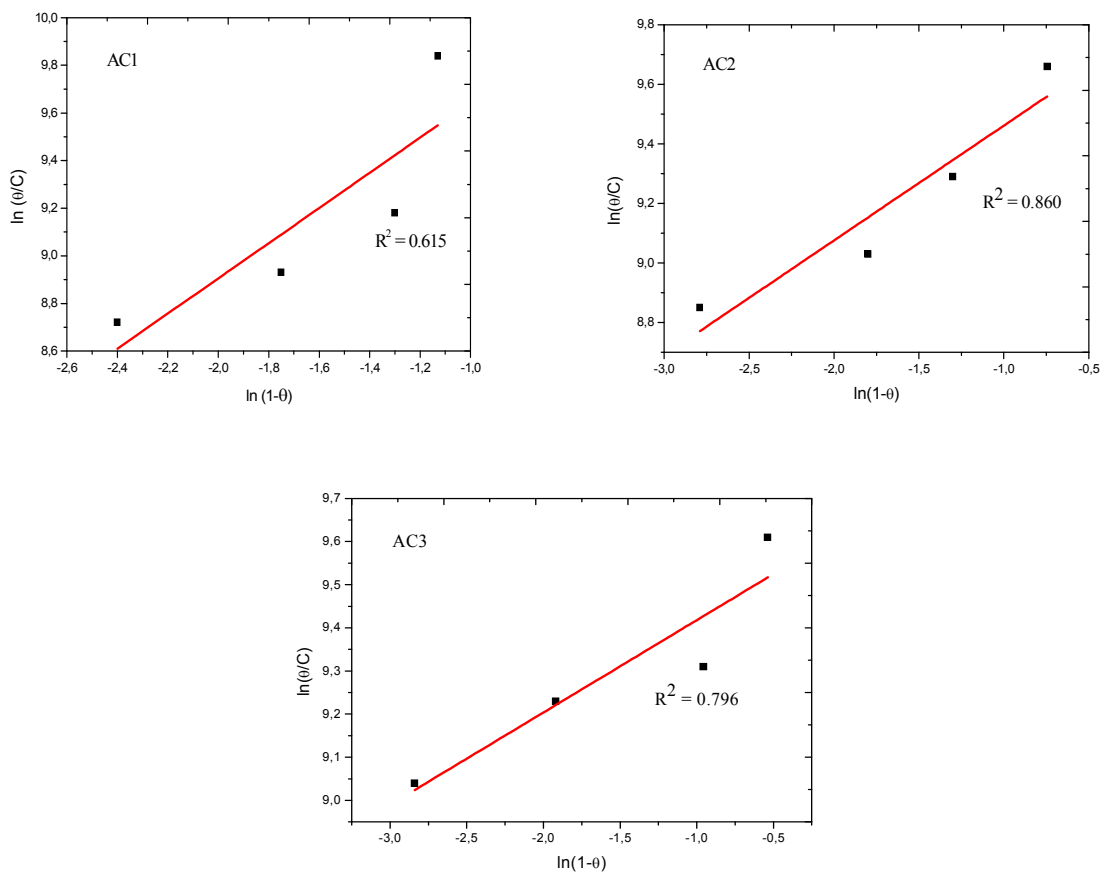 AC1
ln (θ/C)
10,0
9,8
9,6
9,4
9,2
9,0
8,8
8,6
R² = 0.615
-2,6 -2,4 -2,2 -2,0 -1,8 -1,6 -1,4 -1,2 -1,0
ln (1-θ)
AC2
ln(θ/C)
9,8
9,6
9,4
9,2
9,0
8,8
R² = 0.860
-3,0 -2,5 -2,0 -1,5 -1,0 -0,5
ln(1-θ)
AC3
ln(θ/C)
9,7
9,6
9,5
9,4
9,3
9,2
9,1
9,0
R² = 0.796
-3,0 -2,5 -2,0 -1,5 -1,0 -0,5
ln(1-θ)